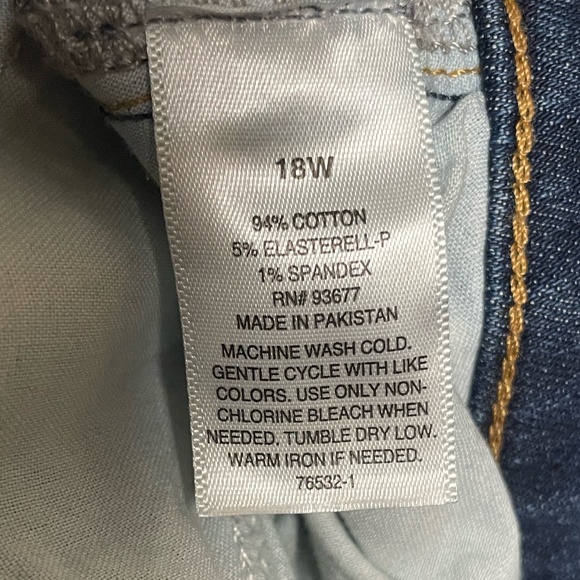 18W
94% COTTON
5% ELASTERELL-P
1% SPANDEX
RN# 93677
MADE IN PAKISTAN
MACHINE WASH COLD.
GENTLE CYCLE WITH LIKE
COLORS. USE ONLY NON-
CHLORINE BLEACH WHEN
NEEDED. TUMBLE DRY LOW.
WARM IRON IF NEEDED.
76532-1